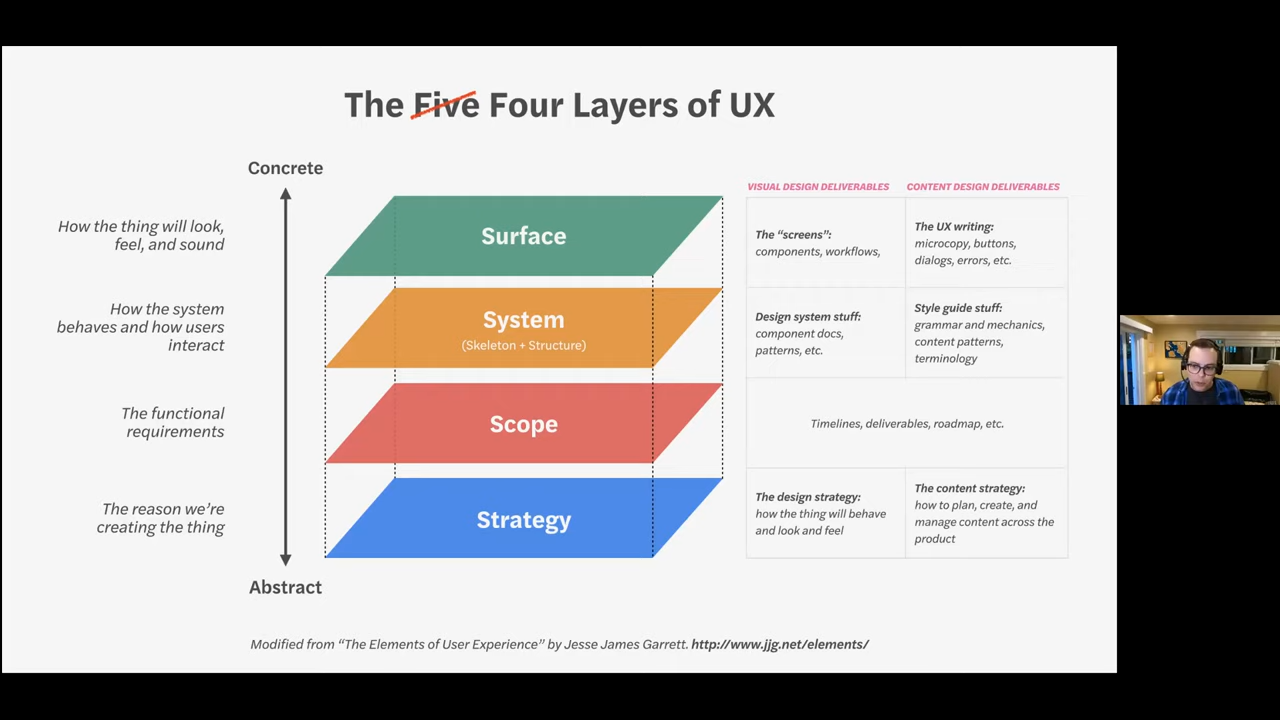 The Five Four Layers of UX
Concrete
VISUAL DESIGN DELIVERABLES
CONTENT DESIGN DELIVERABLES
How the thing will look,
feel, and sound
Surface
The “screens”:
components, workflows,
The UX writing:
microcopy, buttons,
dialogs, errors, etc.
How the system
behaves and how users
interact
System
(Skeleton + Structure)
Design system stuff:
component docs,
patterns, etc.
Style guide stuff:
grammar and mechanics,
content patterns,
terminology
The functional
requirements
Scope
Timelines, deliverables, roadmap, etc.
The reason we’re
creating the thing
Strategy
The design strategy:
how the thing will behave
and look and feel
The content strategy:
how to plan, create, and
manage content across the
product
Abstract
Modified from “The Elements of User Experience” by Jesse James Garrett. http://www.jjg.net/elements/